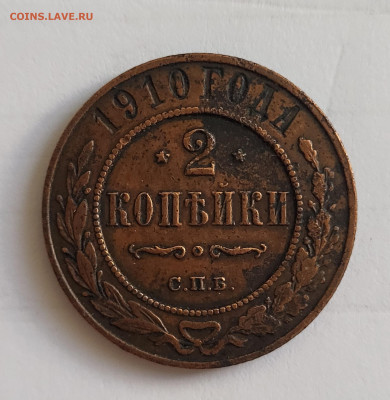 COINS.LAVE.RU
1910 ГОДА
2
КОПѢЙКИ
С.П.Б.